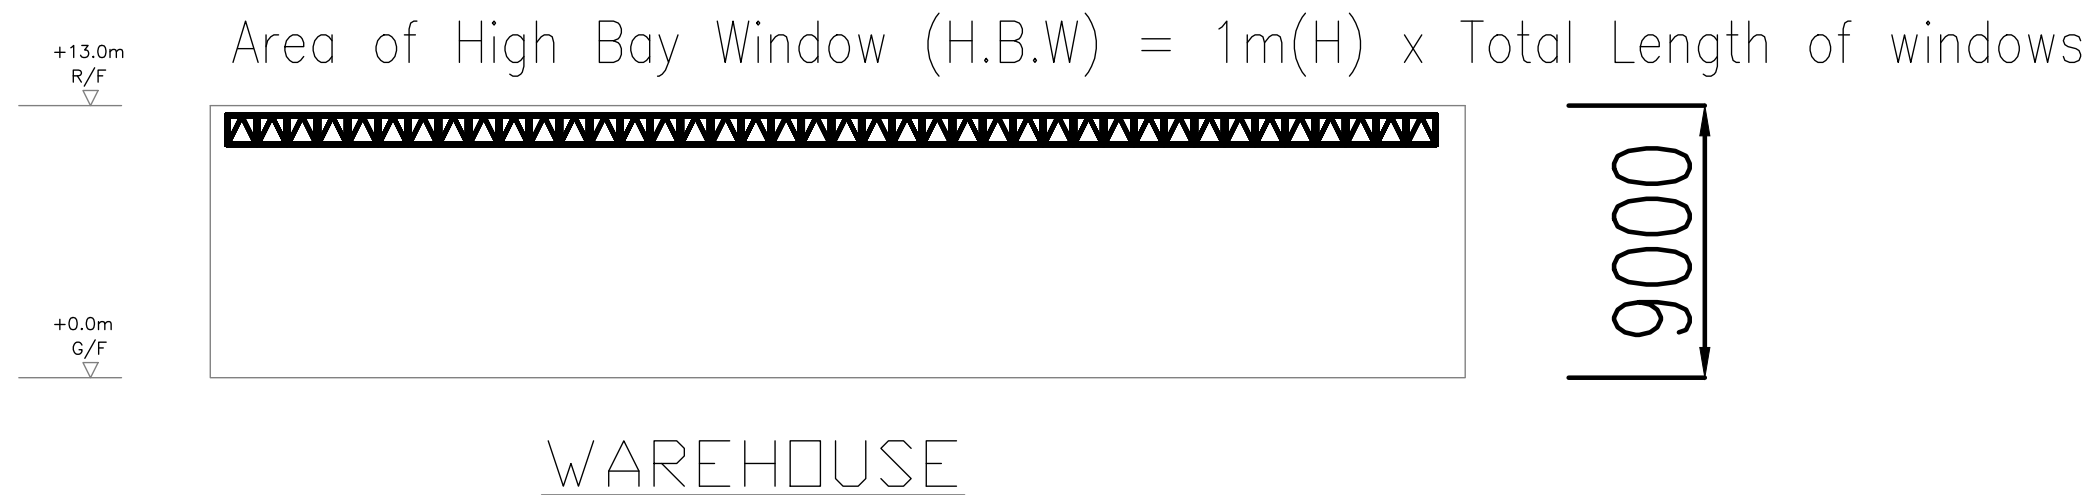 Area of High Bay Window (H.B.W) = 1m(H) x Total Length of windows
+13.0m
R/F
9000
+0.0m
G/F
WAREHOUSE